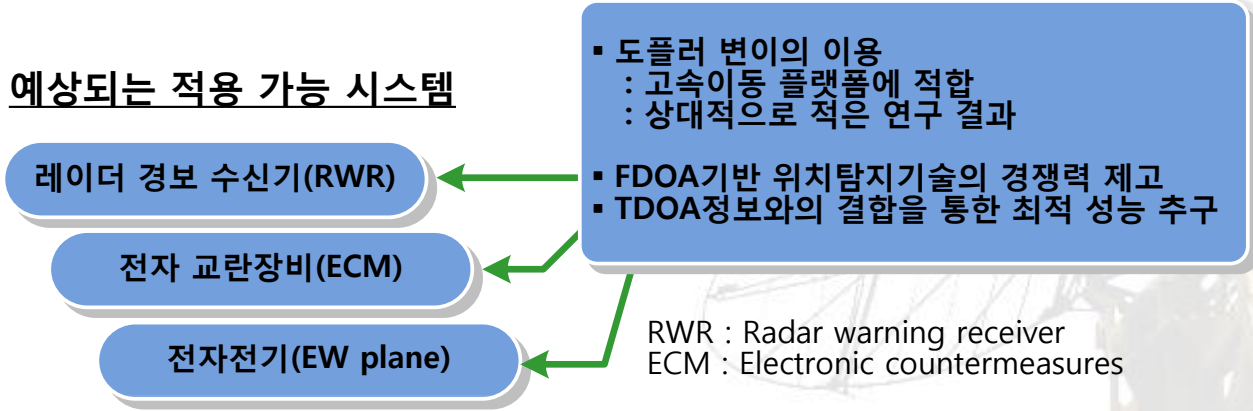 예상되는 적용 가능 시스템
레이더 경보 수신기(RWR)
전자 교란장비(ECM)
전자전기(EW plane)
▪ 도플러 변이의 이용
: 고속이동 플랫폼에 적합
: 상대적으로 적은 연구 결과
▪ FDOA기반 위치탐지기술의 경쟁력 제고
▪ TDOA정보와의 결합을 통한 최적 성능 추구
RWR : Radar warning receiver
ECM : Electronic countermeasures